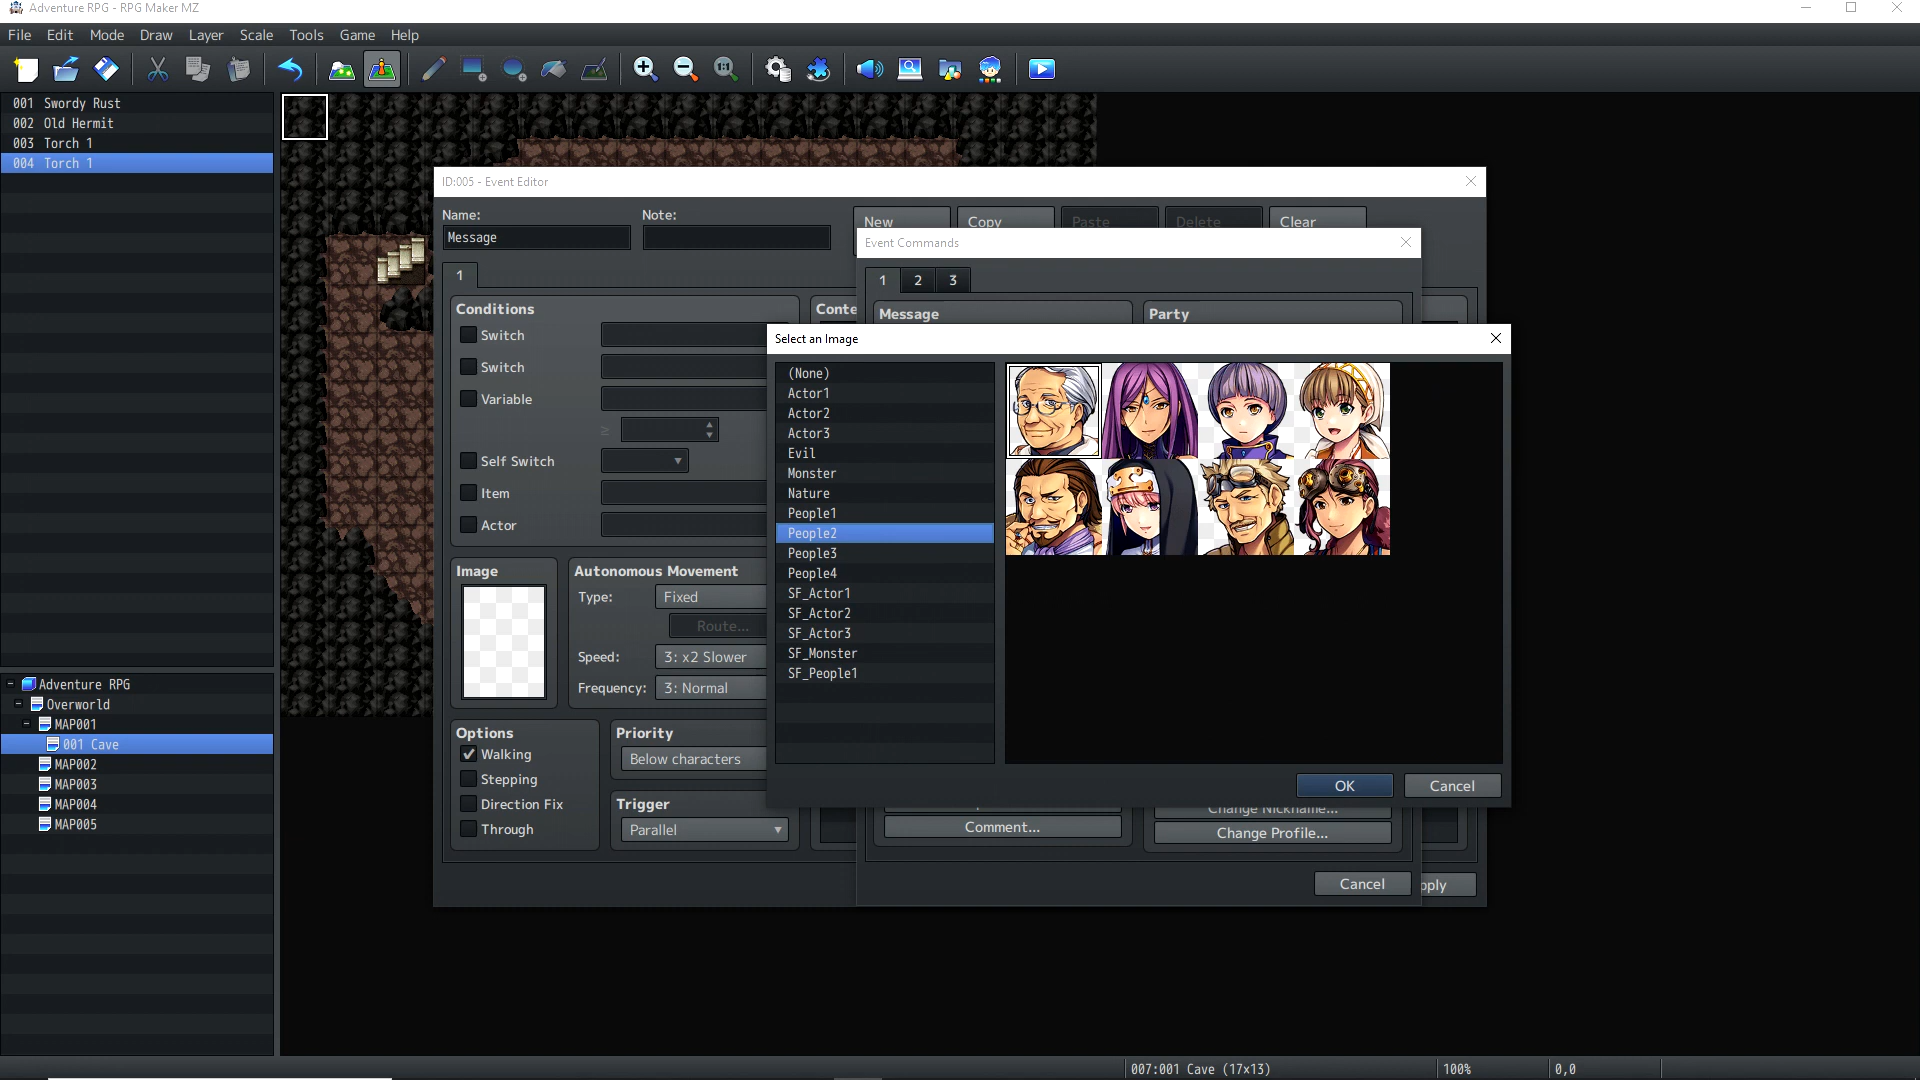 Adventure RPG - RPG Maker MZ
File Edit Mode Draw Layer Scale Tools Game Help
001 Swordy Rust
002 Old Hermit
003 Torch 1
004 Torch 1
Adventure RPG
Overworld
MAP001
001 Cave
MAP002
MAP003
MAP004
MAP005
ID:005 - Event Editor
Name:
Note:
Message
New
Copy
Paste
Delete
Clear
1
Conditions
Switch
Switch
Variable
≥
Self Switch
Item
Actor
Conte
Image
Autonomous Movement
Type:
Fixed
Route...
Speed:
3: x2 Slower
Frequency:
3: Normal
Options
Walking
Stepping
Direction Fix
Through
Priority
Below characters
Trigger
Parallel
Event Commands
1 2 3
Message
Party
Select an Image
(None)
Actor1
Actor2
Actor3
Evil
Monster
Nature
People1
People2
People3
People4
SF_Actor1
SF_Actor2
SF_Actor3
SF_Monster
SF_People1
OK
Cancel
Change Nickname...
Comment...
Change Profile...
Cancel
pply
007:001 Cave (17×13)
100%
0,0